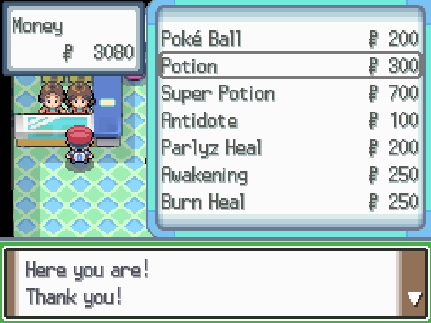 Money
₽ 3080
Poké Ball ₽ 200
Potion ₽ 300
Super Potion ₽ 700
Antidote ₽ 100
Parlyz Heal ₽ 200
Awakening ₽ 250
Burn Heal ₽ 250
Here you are!
Thank you!